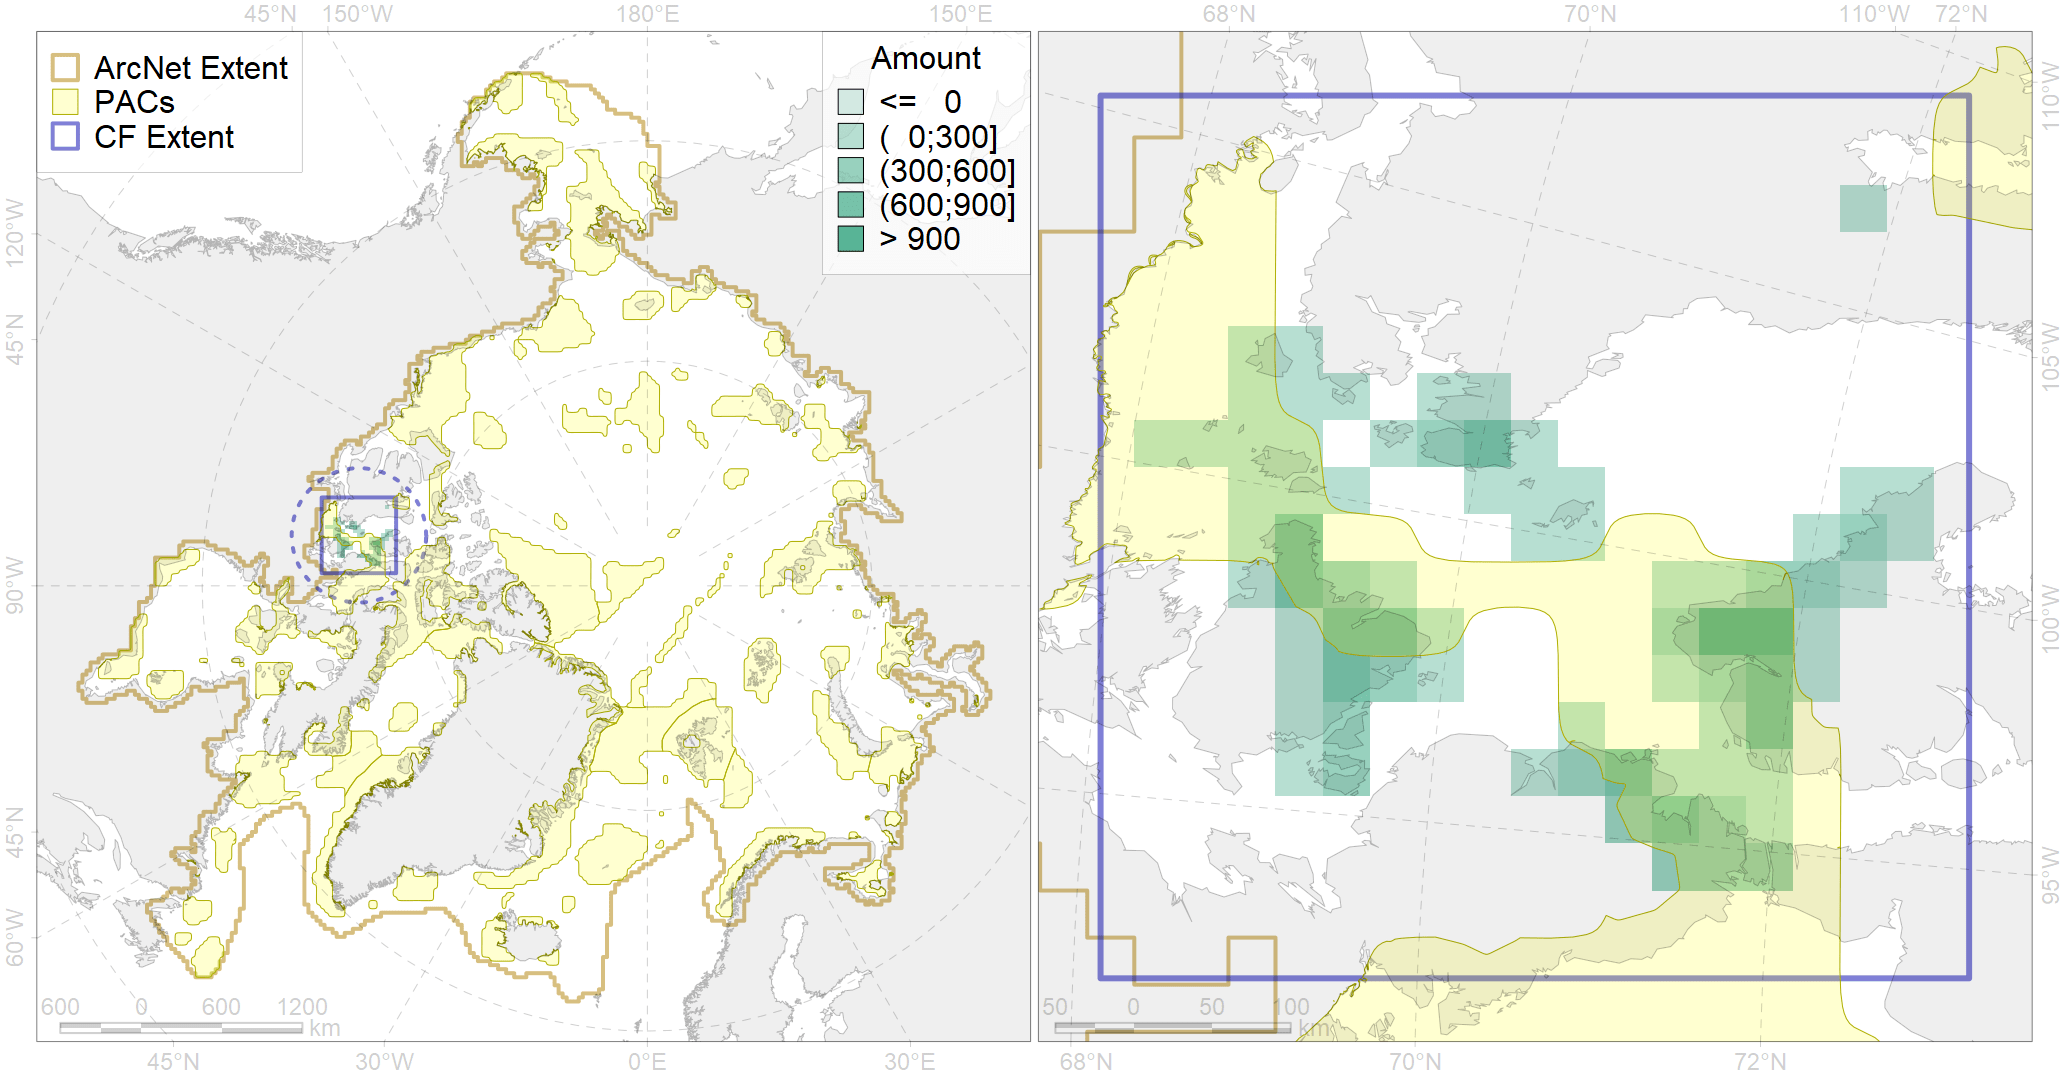 45°N 150°W 180°E 150°E 68°N 70°N 110°W 72°N
ArcNet Extent
PACs
CF Extent
Amount
<= 0
( 0;300]
(300;600]
(600;900]
> 900
120°W
45°N
90°W
45°N
60°W
110°W
105°W
100°W
95°W
600 0 600 1200
km
50 0 50 100
km
45°N 30°W 0°E 30°E 68°N 70°N 72°N